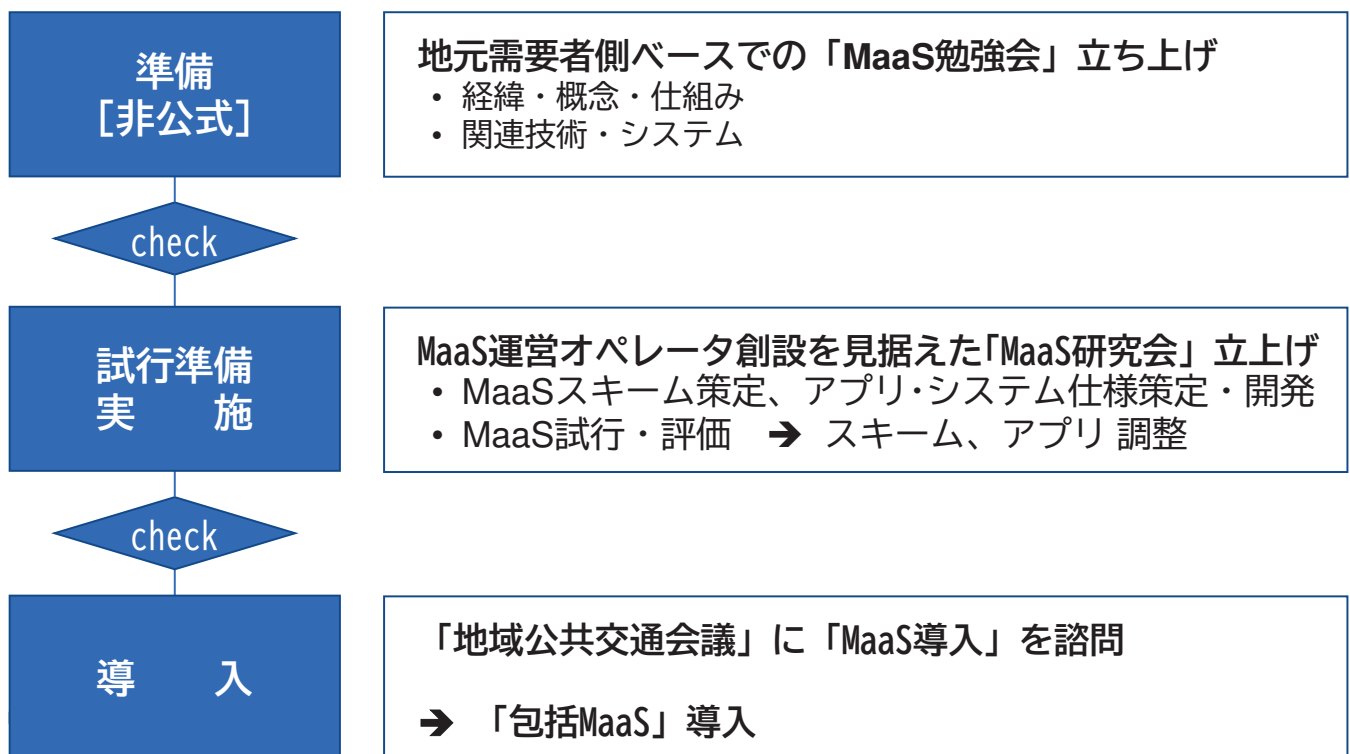 準備
［非公式］
地元需要者側ベースでの「MaaS勉強会」立ち上げ
• 経緯・概念・仕組み
• 関連技術・システム
check
試行準備
実　　施
MaaS運営オペレータ創設を見据えた「MaaS研究会」立上げ
• MaaSスキーム策定、アプリ・システム仕様策定・開発
• MaaS試行・評価　➔　スキーム、アプリ 調整
check
導　　入
「地域公共交通会議」に「MaaS導入」を諮問
➔ 「包括MaaS」導入